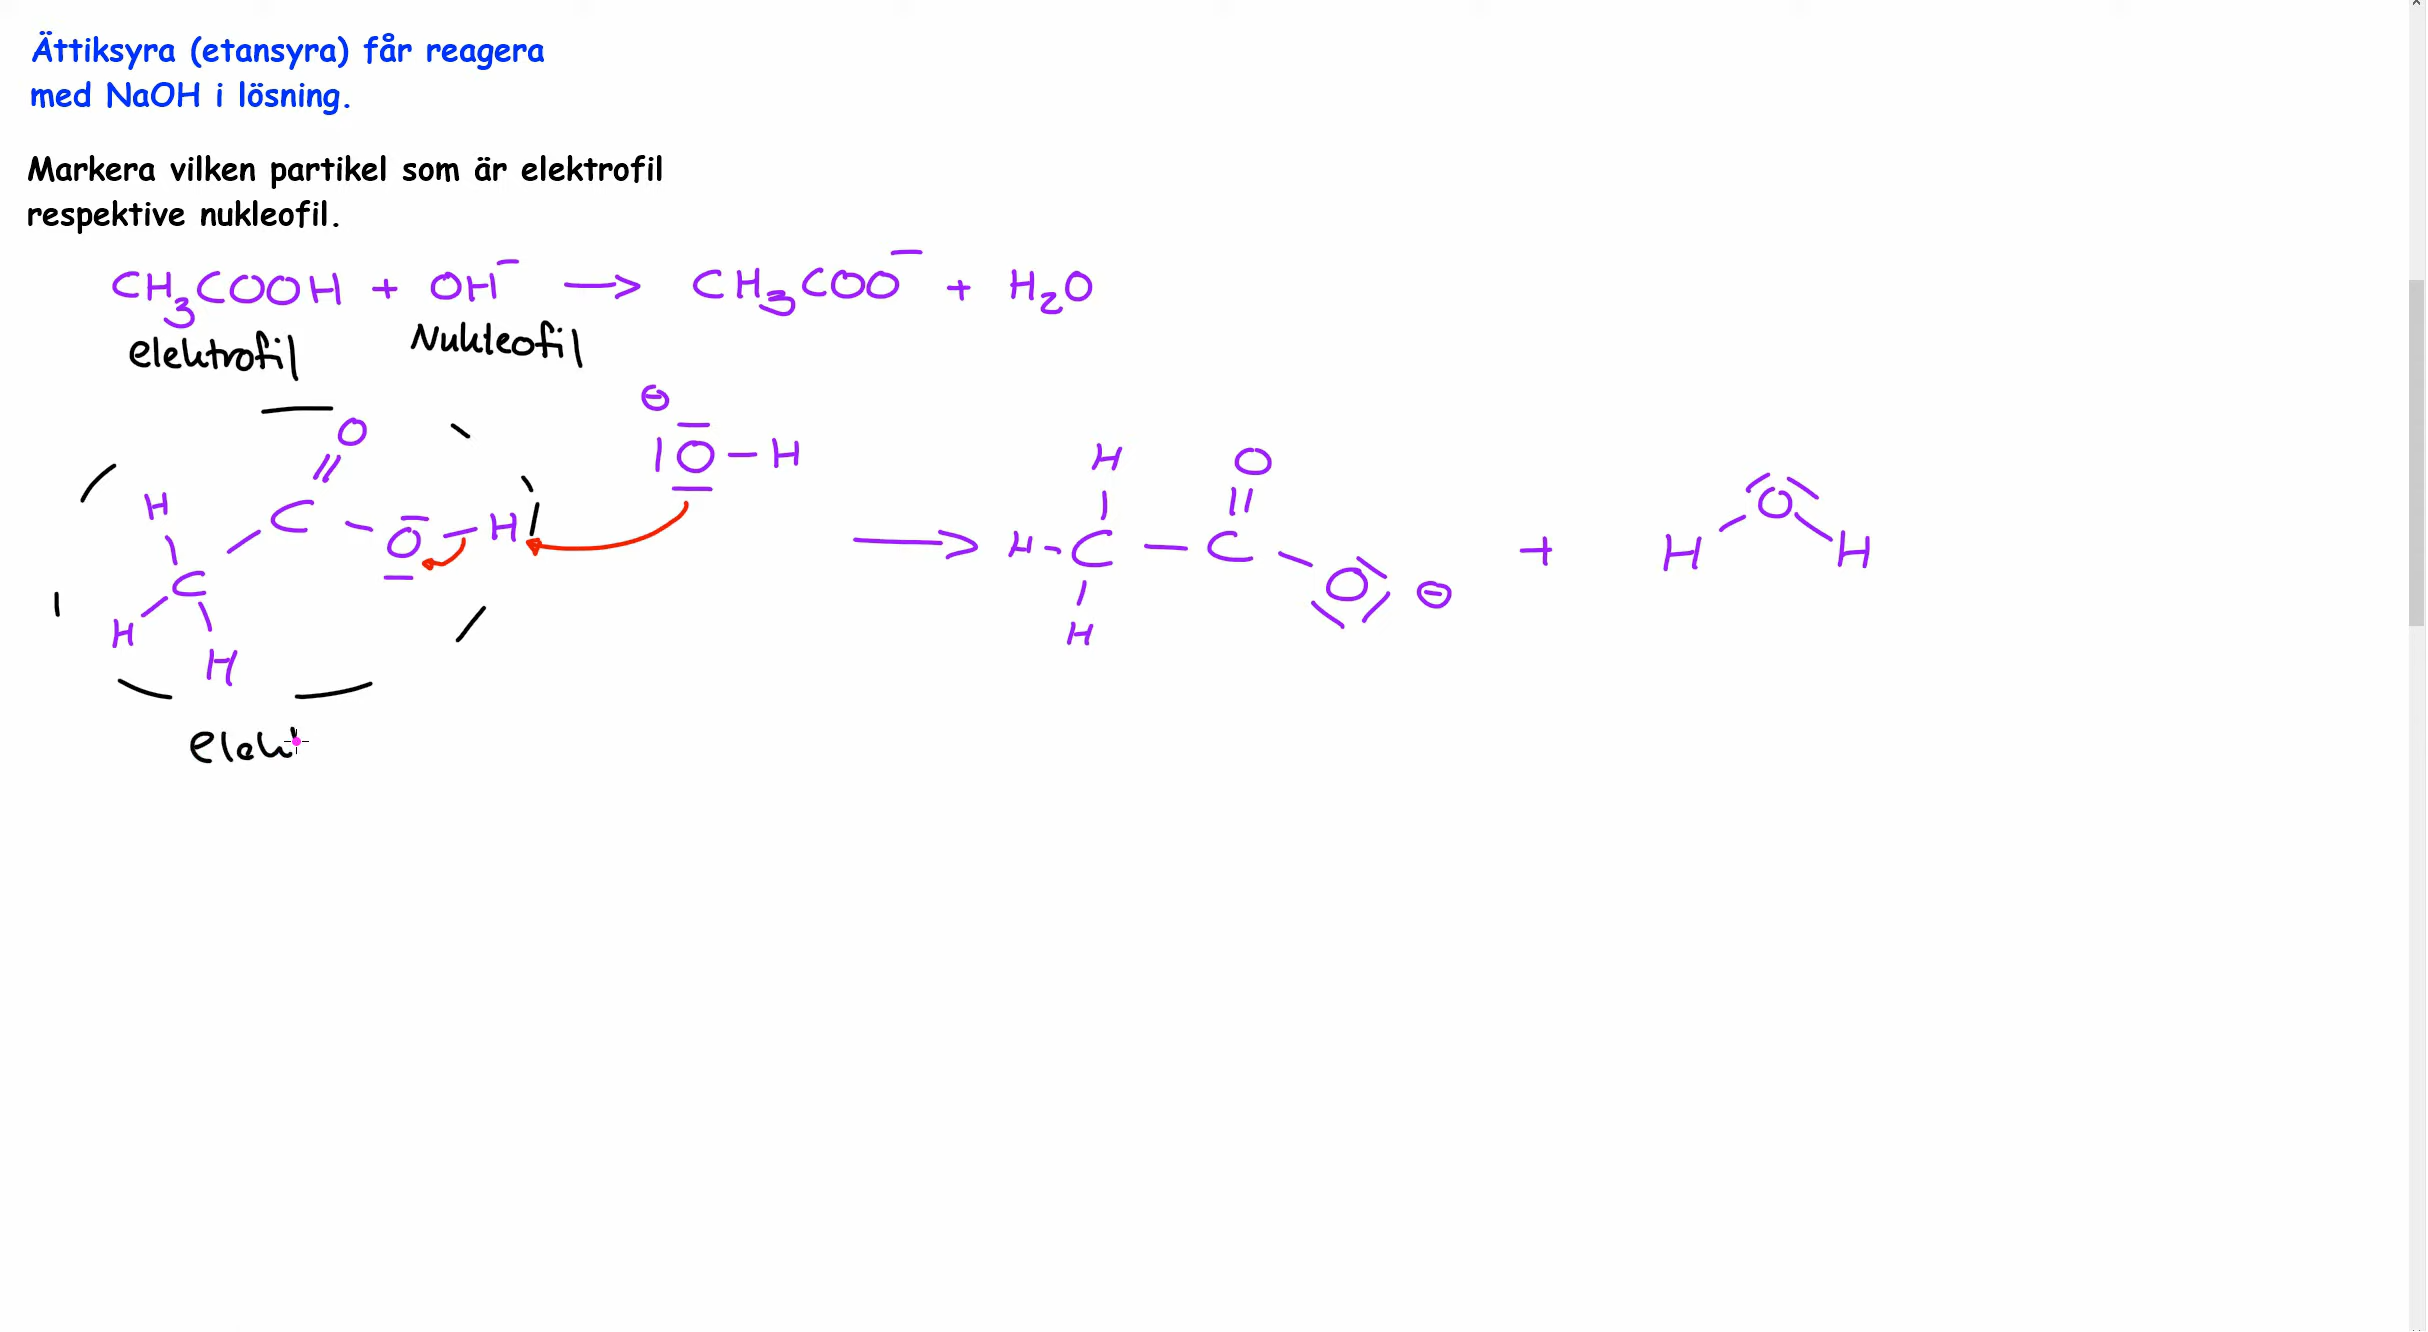 Ättiksyra (etansyra) får reagera
med NaOH i lösning.
Markera vilken partikel som är elektrofil
respektive nukleofil.
CH₃COOH + OH⁻ → CH₃COO⁻ + H₂O
elektrofil Nukleofil
O ⊖
H C O H O H H O O
C H C C O ⊖ + H H
H H H
elekt